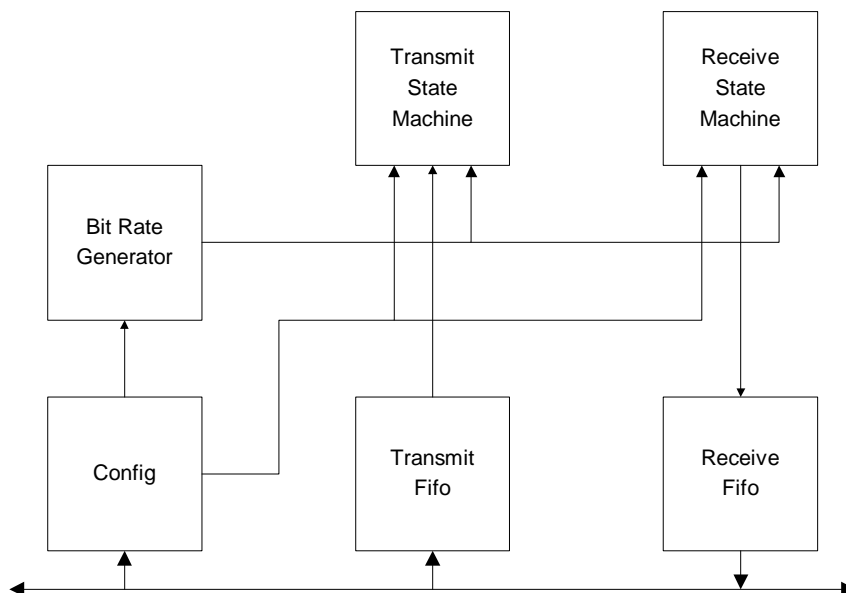 Transmit
State
Machine
Receive
State
Machine
Bit Rate
Generator
Config
Transmit
Fifo
Receive
Fifo